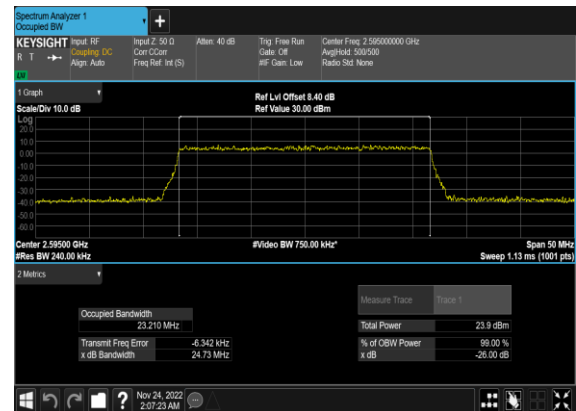 Spectrum Analyzer 1
Occupied BW
+
KEYSIGHT
R T
LV
Input: RF
Coupling: DC
Align: Auto
Input Z: 50 Ω
Corr CCorr
Freq Ref: Int (S)
Atten: 40 dB
Trig: Free Run
Gate: Off
#IF Gain: Low
Center Freq: 2.595000000 GHz
Avg|Hold: 500/500
Radio Std: None
1 Graph
Scale/Div 10.0 dB
Ref Lvl Offset 8.40 dB
Ref Value 30.00 dBm
Log
20.0
10.0
0.00
-10.0
-20.0
-30.0
-40.0
-50.0
-60.0
Center 2.59500 GHz
#Video BW 750.00 kHz*
Span 50 MHz
#Res BW 240.00 kHz
Sweep 1.13 ms (1001 pts)
2 Metrics
Measure Trace Trace 1
Occupied Bandwidth
23.210 MHz
Total Power 23.9 dBm
Transmit Freq Error -6.342 kHz
% of OBW Power 99.00 %
x dB Bandwidth 24.73 MHz
x dB -26.00 dB
?
Nov 24, 2022
2:07:23 AM